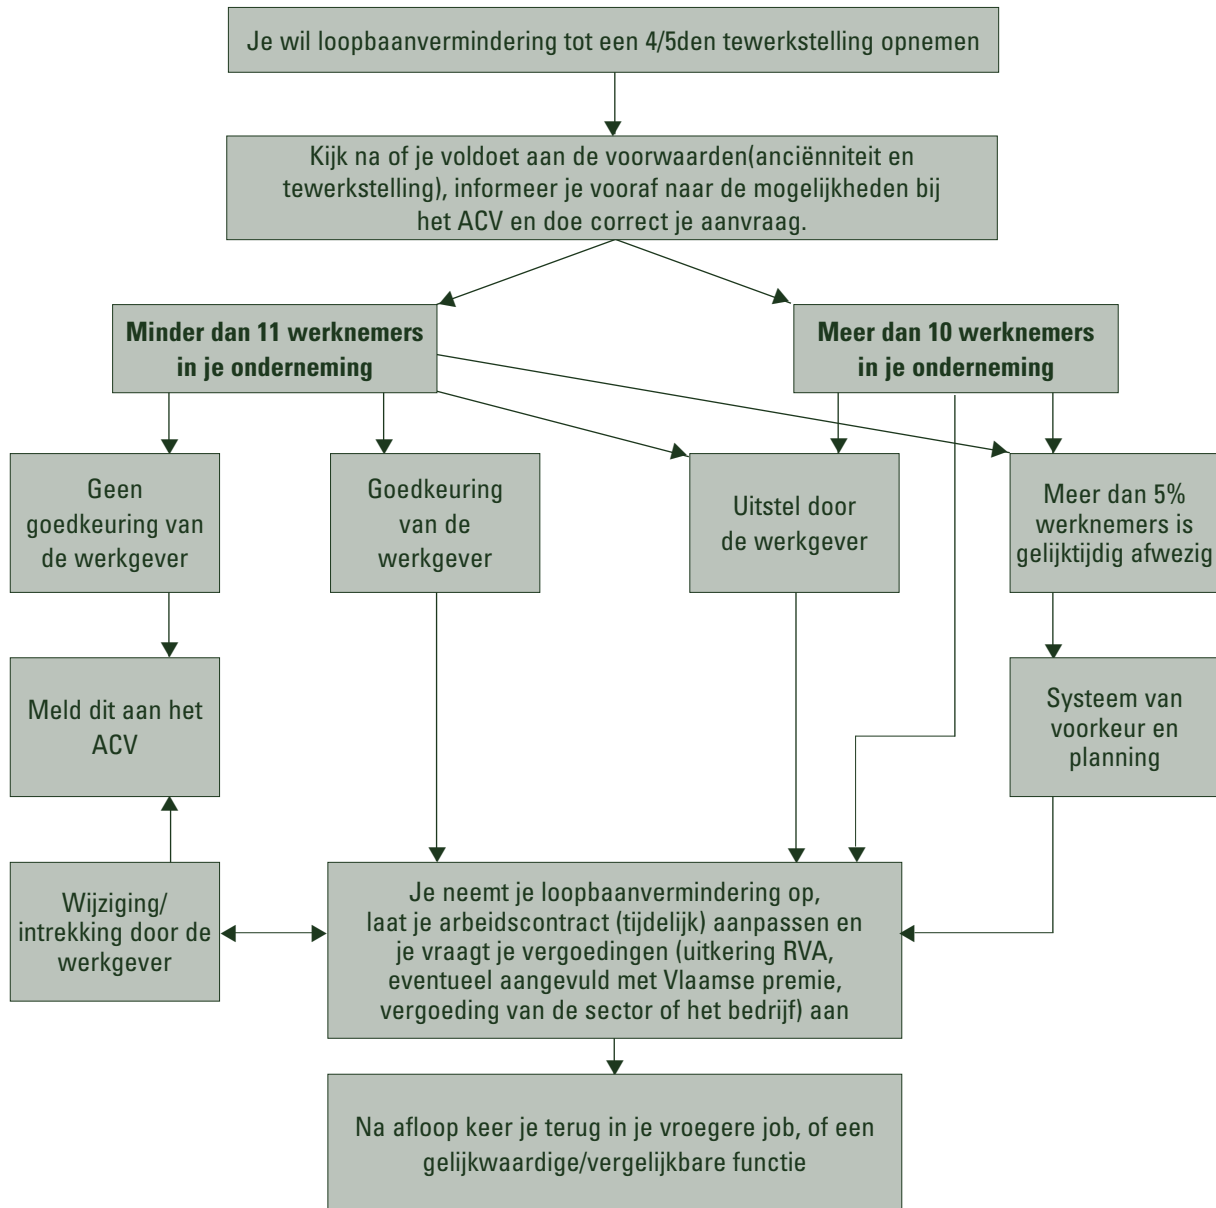 Je wil loopbaanvermindering tot een 4/5den tewerkstelling opnemen
Kijk na of je voldoet aan de voorwaarden(anciënniteit en
tewerkstelling), informeer je vooraf naar de mogelijkheden bij
het ACV en doe correct je aanvraag.
Minder dan 11 werknemers
in je onderneming
Meer dan 10 werknemers
in je onderneming
Geen
goedkeuring van
de werkgever
Goedkeuring
van de
werkgever
Uitstel door
de werkgever
Meer dan 5%
werknemers is
gelijktijdig afwezig
Meld dit aan het
ACV
Systeem van
voorkeur en
planning
Wijziging/
intrekking door de
werkgever
Je neemt je loopbaanvermindering op,
laat je arbeidscontract (tijdelijk) aanpassen en
je vraagt je vergoedingen (uitkering RVA,
eventueel aangevuld met Vlaamse premie,
vergoeding van de sector of het bedrijf) aan
Na afloop keer je terug in je vroegere job, of een
gelijkwaardige/vergelijkbare functie